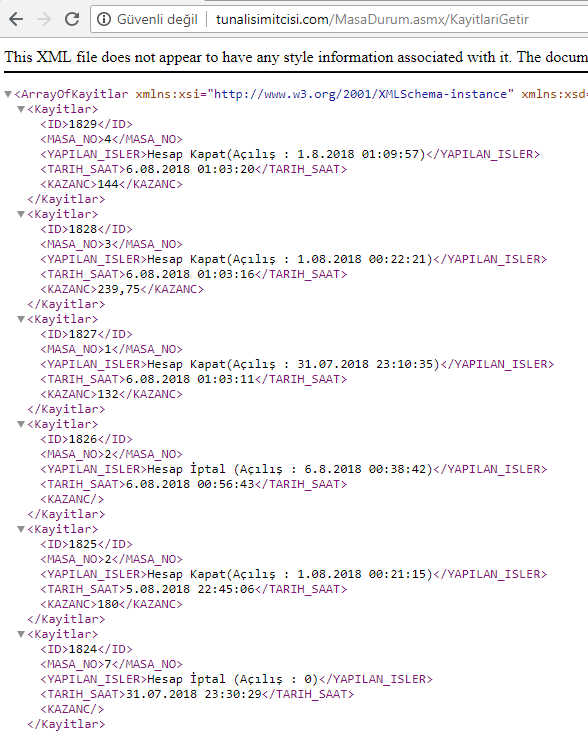 Güvenli değil | tunalisimitcisi.com/MasaDurum.asmx/KayitlariGetir
This XML file does not appear to have any style information associated with it. The docum
▼<ArrayOfKayitlar xmlns:xsi="http://www.w3.org/2001/XMLSchema-instance" xmlns:xsd=
▼<Kayitlar>
<ID>1829</ID>
<MASA_NO>4</MASA_NO>
<YAPILAN_ISLER>Hesap Kapat(Açılış : 1.8.2018 01:09:57)</YAPILAN_ISLER>
<TARIH_SAAT>6.08.2018 01:03:20</TARIH_SAAT>
<KAZANC>144</KAZANC>
</Kayitlar>
▼<Kayitlar>
<ID>1828</ID>
<MASA_NO>3</MASA_NO>
<YAPILAN_ISLER>Hesap Kapat(Açılış : 1.08.2018 00:22:21)</YAPILAN_ISLER>
<TARIH_SAAT>6.08.2018 01:03:16</TARIH_SAAT>
<KAZANC>239,75</KAZANC>
</Kayitlar>
▼<Kayitlar>
<ID>1827</ID>
<MASA_NO>1</MASA_NO>
<YAPILAN_ISLER>Hesap Kapat(Açılış : 31.07.2018 23:10:35)</YAPILAN_ISLER>
<TARIH_SAAT>6.08.2018 01:03:11</TARIH_SAAT>
<KAZANC>132</KAZANC>
</Kayitlar>
▼<Kayitlar>
<ID>1826</ID>
<MASA_NO>2</MASA_NO>
<YAPILAN_ISLER>Hesap İptal (Açılış : 6.8.2018 00:38:42)</YAPILAN_ISLER>
<TARIH_SAAT>6.08.2018 00:56:43</TARIH_SAAT>
<KAZANC/>
</Kayitlar>
▼<Kayitlar>
<ID>1825</ID>
<MASA_NO>2</MASA_NO>
<YAPILAN_ISLER>Hesap Kapat(Açılış : 1.08.2018 00:21:15)</YAPILAN_ISLER>
<TARIH_SAAT>5.08.2018 22:45:06</TARIH_SAAT>
<KAZANC>180</KAZANC>
</Kayitlar>
▼<Kayitlar>
<ID>1824</ID>
<MASA_NO>7</MASA_NO>
<YAPILAN_ISLER>Hesap İptal (Açılış : 0)</YAPILAN_ISLER>
<TARIH_SAAT>31.07.2018 23:30:29</TARIH_SAAT>
<KAZANC/>
</Kayitlar>